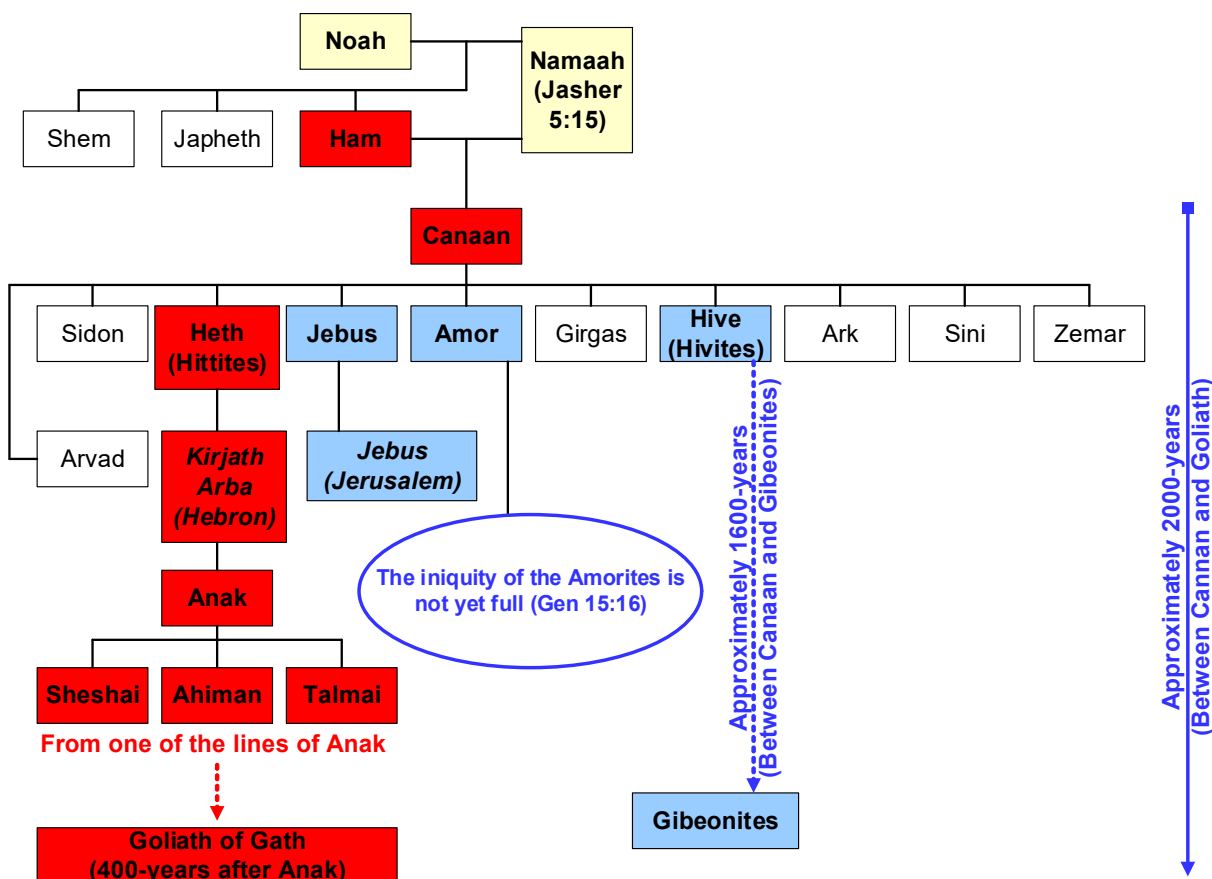 Noah
Namaah
(Jasher
5:15)
Shem
Japheth
Ham
Canaan
Sidon
Heth
(Hittites)
Jebus
Amor
Girgas
Hive
(Hivites)
Ark
Sini
Zemar
Arvad
Kirjath
Arba
(Hebron)
Jebus
(Jerusalem)
The iniquity of the Amorites is
not yet full (Gen 15:16)
Approximately 1600-years
(Between Canaan and Gibeonites)
Approximately 2000-years
(Between Cannan and Goliath)
Anak
Sheshai
Ahiman
Talmai
From one of the lines of Anak
Gibeonites
Goliath of Gath
(400-years after Anak)